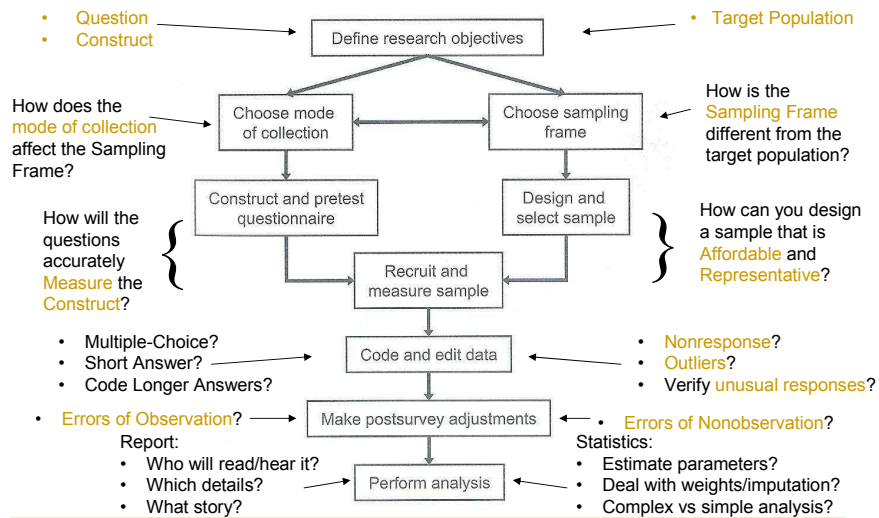 • Question
• Construct
Define research objectives
• Target Population
How does the
mode of collection
affect the Sampling
Frame?
Choose mode
of collection
Choose sampling
frame
How is the
Sampling Frame
different from the
target population?
Construct and pretest
questionnaire
Design and
select sample
How will the
questions
accurately
Measure the
Construct?
{
}
How can you design
a sample that is
Affordable and
Representative?
Recruit and
measure sample
• Multiple-Choice?
• Short Answer?
• Code Longer Answers?
Code and edit data
• Nonresponse?
• Outliers?
• Verify unusual responses?
• Errors of Observation?
Make postsurvey adjustments
• Errors of Nonobservation?
Report:
• Who will read/hear it?
• Which details?
• What story?
Perform analysis
Statistics:
• Estimate parameters?
• Deal with weights/imputation?
• Complex vs simple analysis?